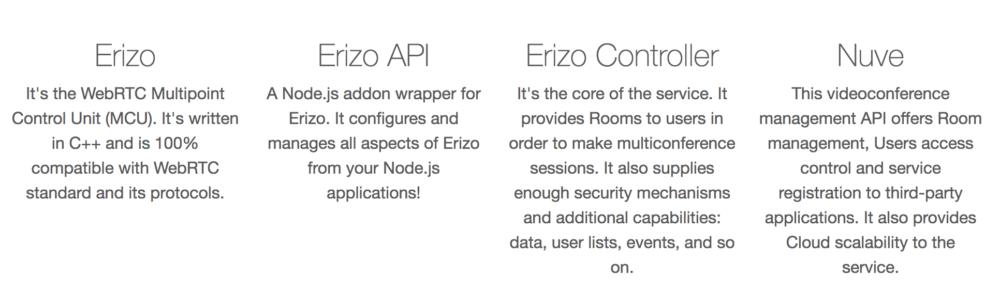 Erizo
It's the WebRTC Multipoint
Control Unit (MCU). It's written
in C++ and is 100%
compatible with WebRTC
standard and its protocols.
Erizo API
A Node.js addon wrapper for
Erizo. It configures and
manages all aspects of Erizo
from your Node.js
applications!
Erizo Controller
It's the core of the service. It
provides Rooms to users in
order to make multiconference
sessions. It also supplies
enough security mechanisms
and additional capabilities:
data, user lists, events, and so
on.
Nuve
This videoconference
management API offers Room
management, Users access
control and service
registration to third-party
applications. It also provides
Cloud scalability to the
service.